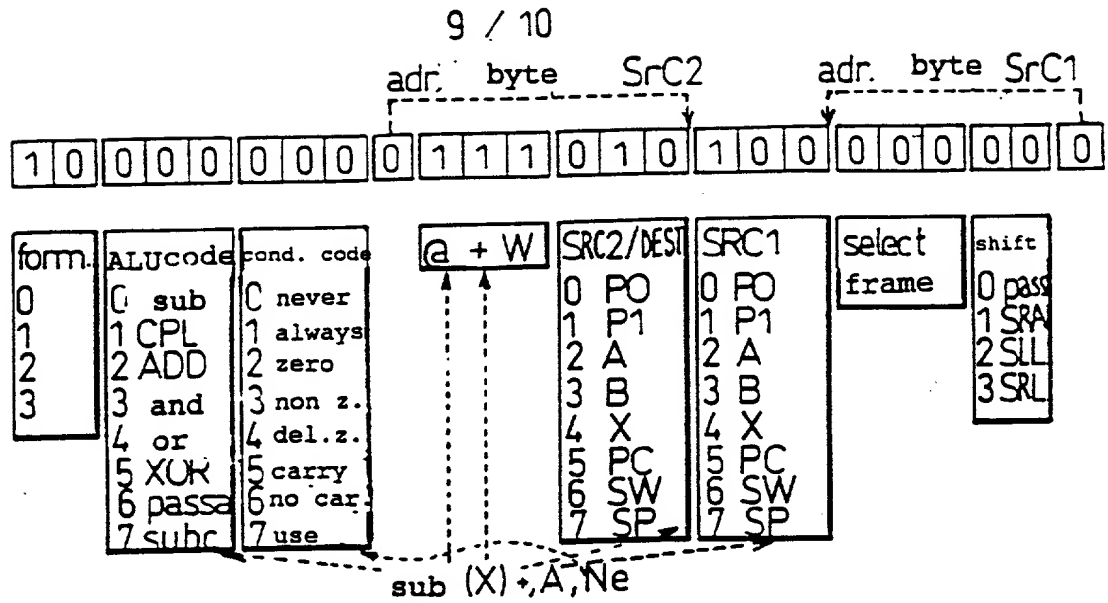 9 / 10
adr. byte SrC2 adr. byte SrC1
1 0 0 0 0 0 0 0 0 1 1 1 0 1 0 1 0 0 0 0 0 0 0 0
form. ALUcode cond. code @ + W SRC2/DEST SRC1 select frame shift
0 0 sub 0 never 0 PO 0 PO 0 pass
1 1 CPL 1 always 1 P1 1 P1 1 SRA
2 2 ADD 2 zero 2 A 2 A 2 SLL
3 3 and 3 non z. 3 B 3 B 3 SRL
4 or 4 del.z. 4 X 4 X
5 XOR 5 carry 5 PC 5 PC
6 passa 6 no car. 6 SW 6 SW
7 subc 7 use 7 SP 7 SP
sub (X)+,A,Ne